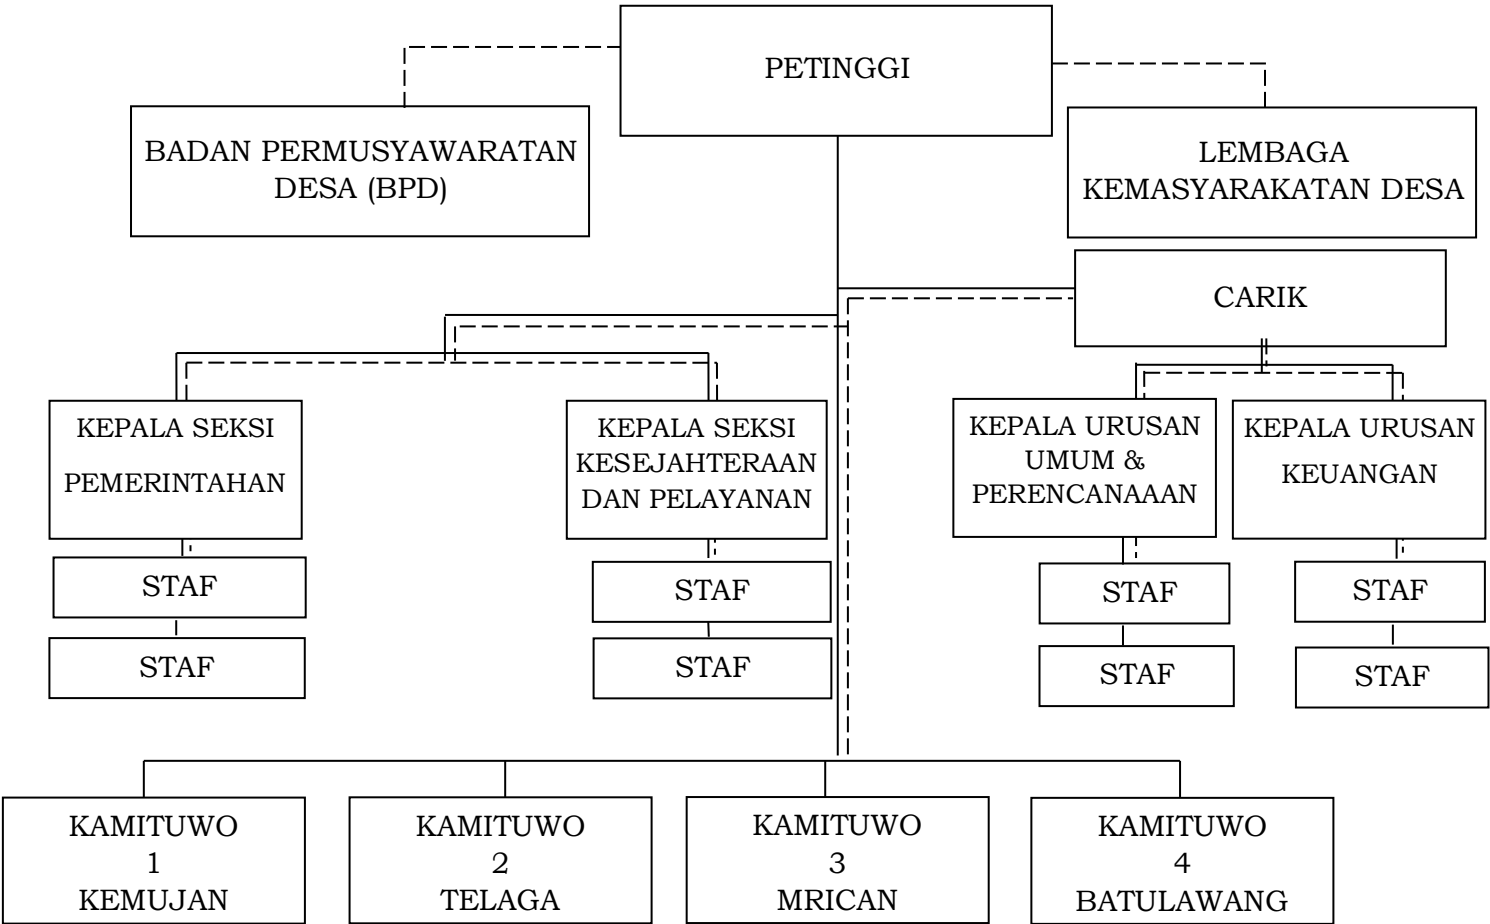 PETINGGI
BADAN PERMUSYAWARATAN
DESA (BPD)
LEMBAGA
KEMASYARAKATAN DESA
CARIK
KEPALA SEKSI
PEMERINTAHAN
KEPALA SEKSI
KESEJAHTERAAN
DAN PELAYANAN
KEPALA URUSAN
UMUM &
PERENCANAAAN
KEPALA URUSAN
KEUANGAN
STAF
STAF
STAF
STAF
STAF
STAF
STAF
STAF
KAMITUWO
1
KEMUJAN
KAMITUWO
2
TELAGA
KAMITUWO
3
MRICAN
KAMITUWO
4
BATULAWANG